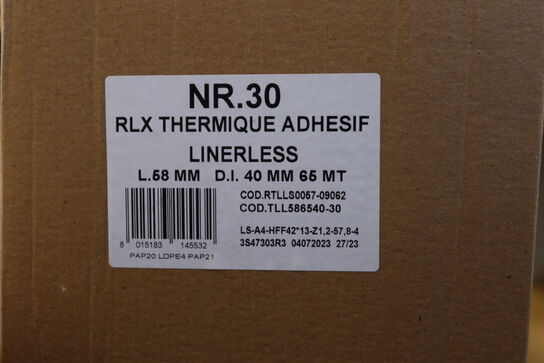 NR.30
RLX THERMIQUE ADHESIF
LINERLESS
L.58 MM D.I. 40 MM 65 MT
COD.RTLLS0057-09062
COD.TLL586540-30
LS-A4-HFF42*13-Z1,2-57,8-4
8 015183 145532
3S47303R3 04072023 27/23
PAP20 LDPE4 PAP21